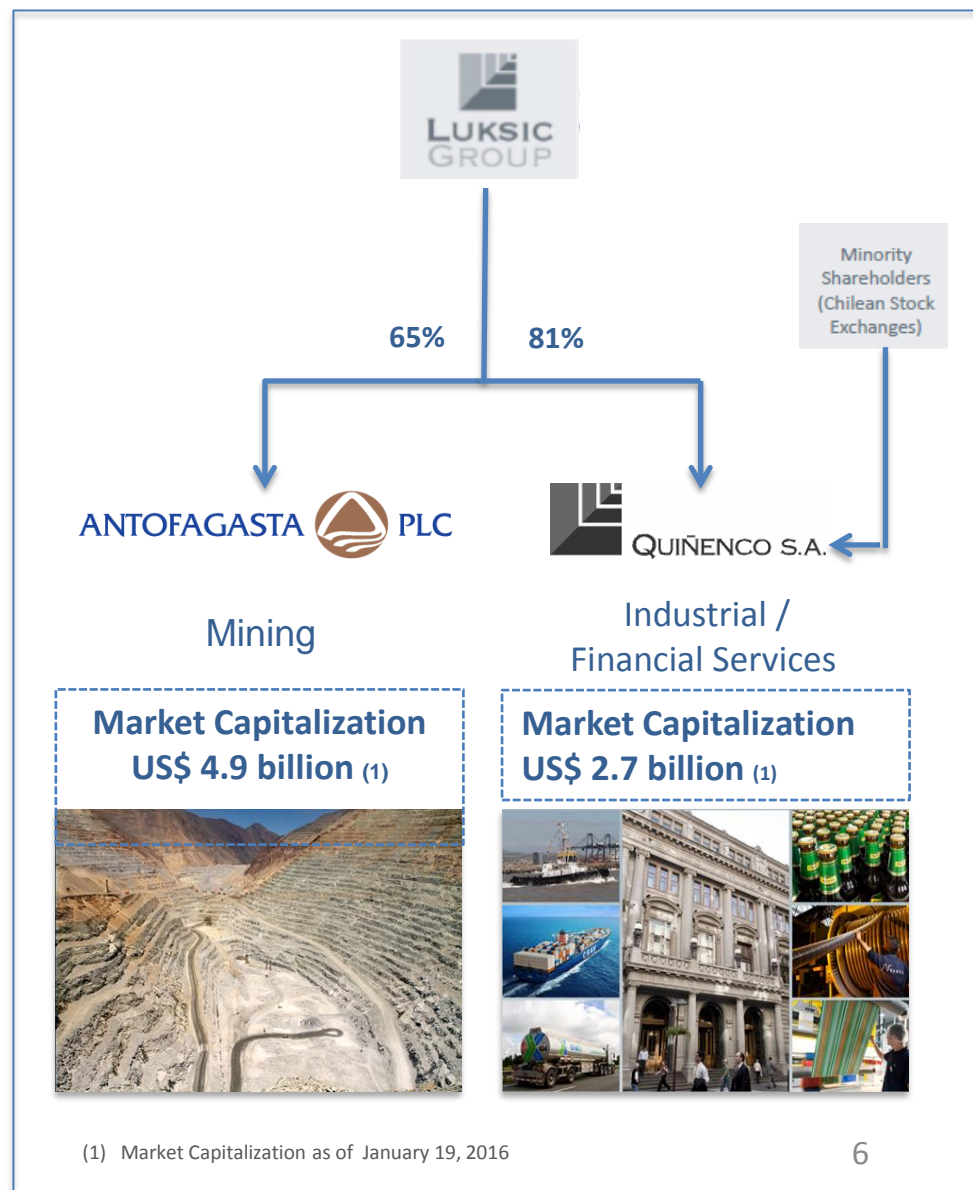 LUKSIC
GROUP
Minority
Shareholders
(Chilean Stock
Exchanges)
65%
81%
ANTOFAGASTA PLC
QUIÑENCO S.A.
Mining
Industrial /
Financial Services
Market Capitalization
US$ 4.9 billion (1)
Market Capitalization
US$ 2.7 billion (1)
(1) Market Capitalization as of January 19, 2016
6